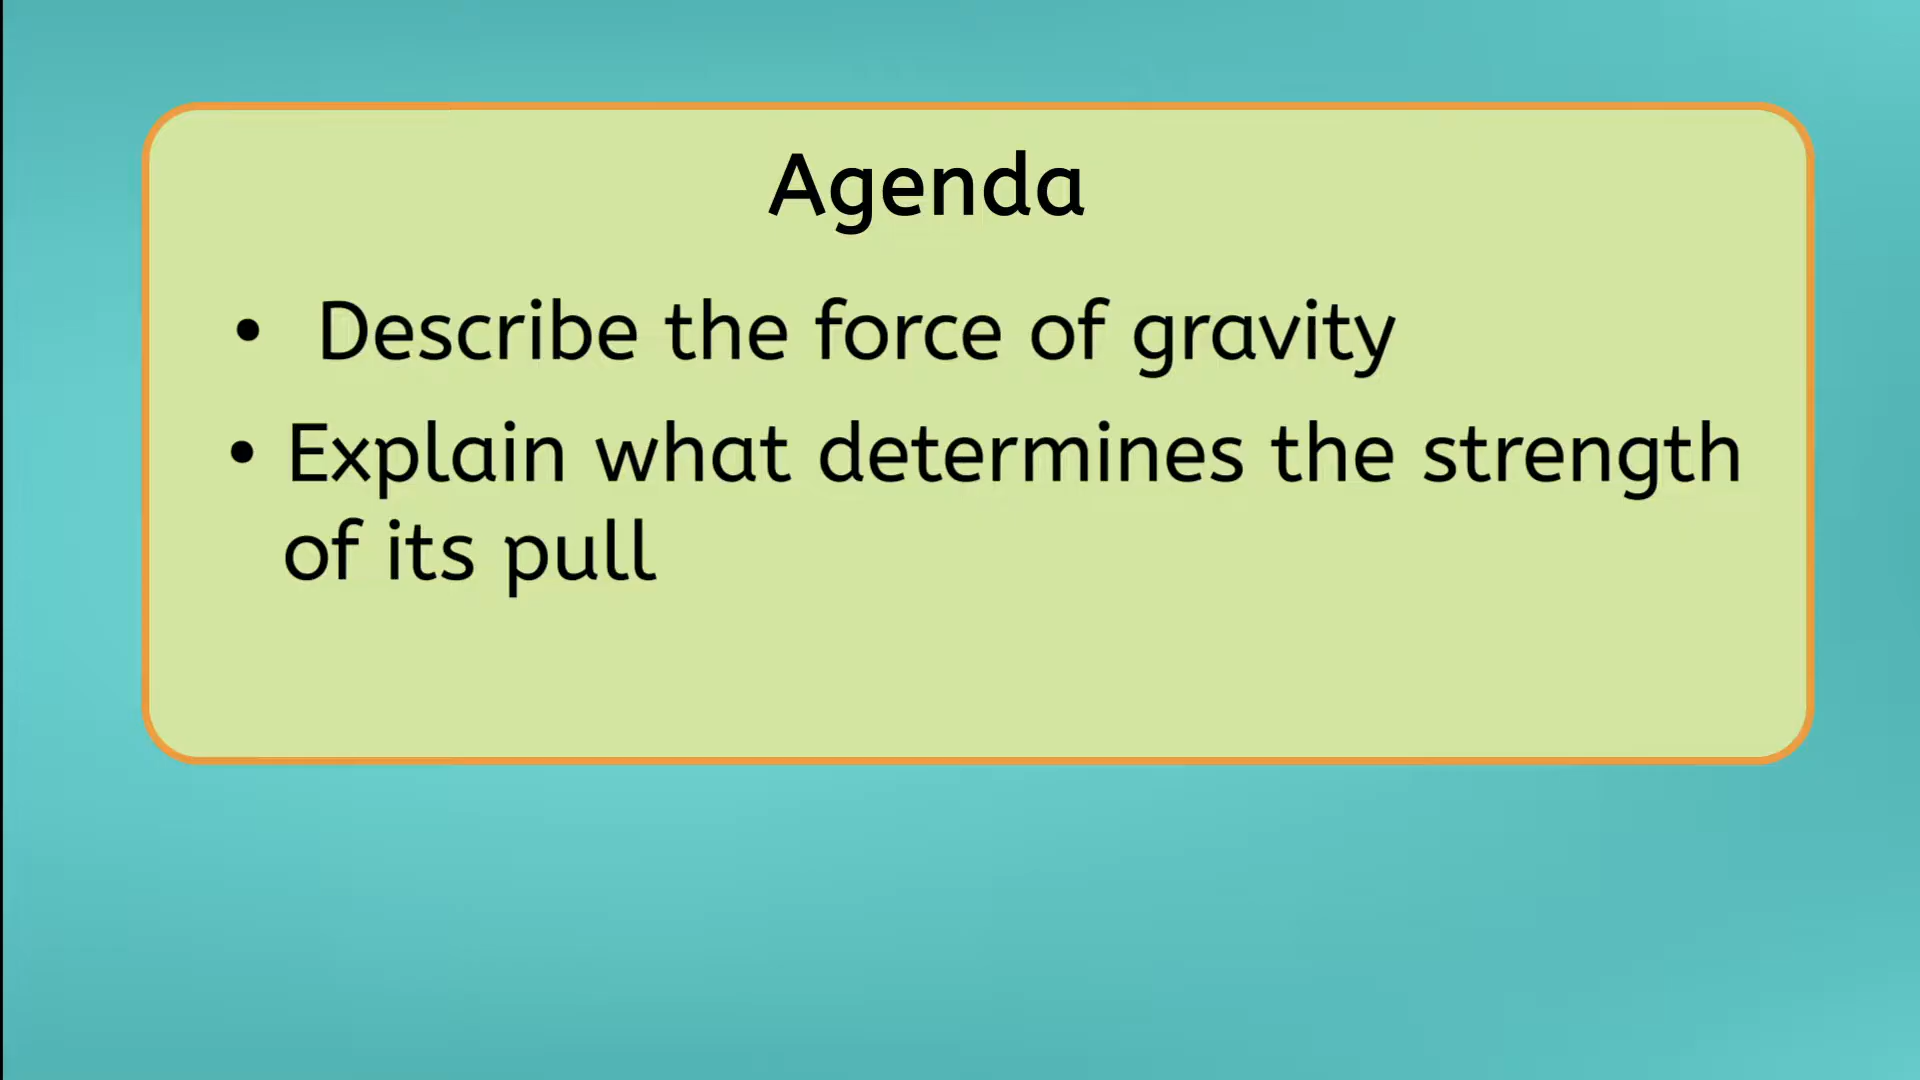 Agenda
• Describe the force of gravity
• Explain what determines the strength
of its pull